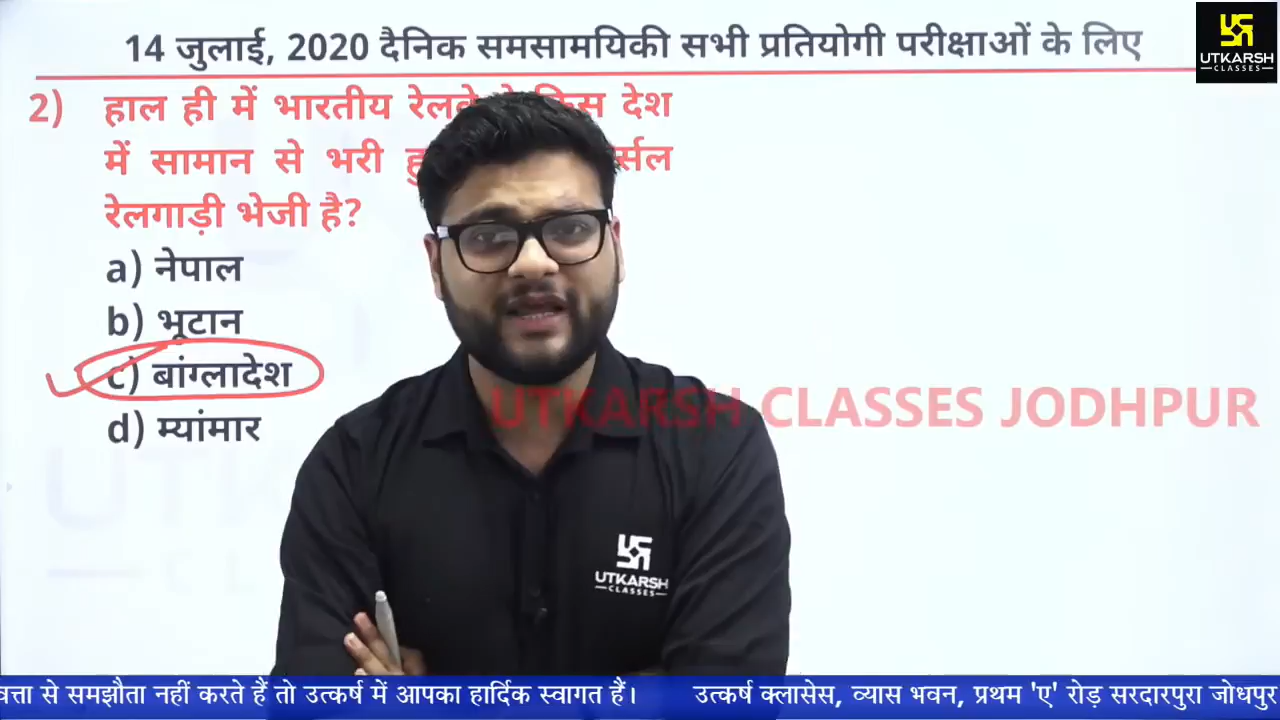 14 जुलाई, 2020 दैनिक समसामयिकी सभी प्रतियोगी परीक्षाओं के लिए
UTKARSH
CLASSES
2) हाल ही में भारतीय रेलवे देश
में सामान से भरी
रेलगाड़ी भेजी है?
a) नेपाल
b) भूटान
c) बांग्लादेश
d) म्यांमार
UTKARSH CLASSES JODHPUR
UTKARSH
CLASSES
से समझौता नहीं करते हैं तो उत्कर्ष में आपका हार्दिक स्वागत हैं। उत्कर्ष क्लासेस, व्यास भवन, प्रथम 'ए' रोड़ सरदारपुरा जोधपुर